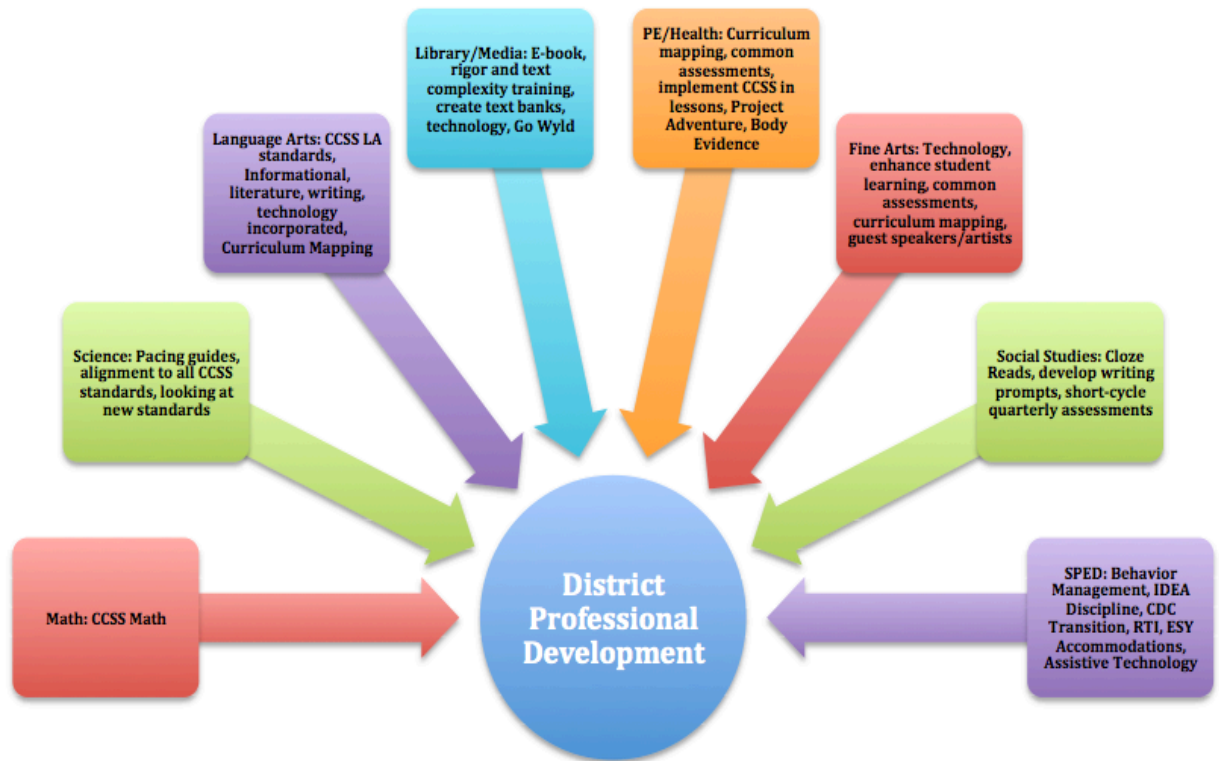 Math: CCSS Math
Science: Pacing guides,
alignment to all CCSS
standards, looking at
new standards
Language Arts: CCSS LA
standards,
Informational,
literature, writing,
technology
incorporated,
Curriculum Mapping
Library/Media: E-book,
rigor and text
complexity training,
create text banks,
technology, Go Wyld
PE/Health: Curriculum
mapping, common
assessments,
implement CCSS in
lessons, Project
Adventure, Body
Evidence
Fine Arts: Technology,
enhance student
learning, common
assessments,
curriculum mapping,
guest speakers/artists
Social Studies: Cloze
Reads, develop writing
prompts, short-cycle
quarterly assessments
SPED: Behavior
Management, IDEA
Discipline, CDC
Transition, RTI, ESY
Accommodations,
Assistive Technology
District
Professional
Development